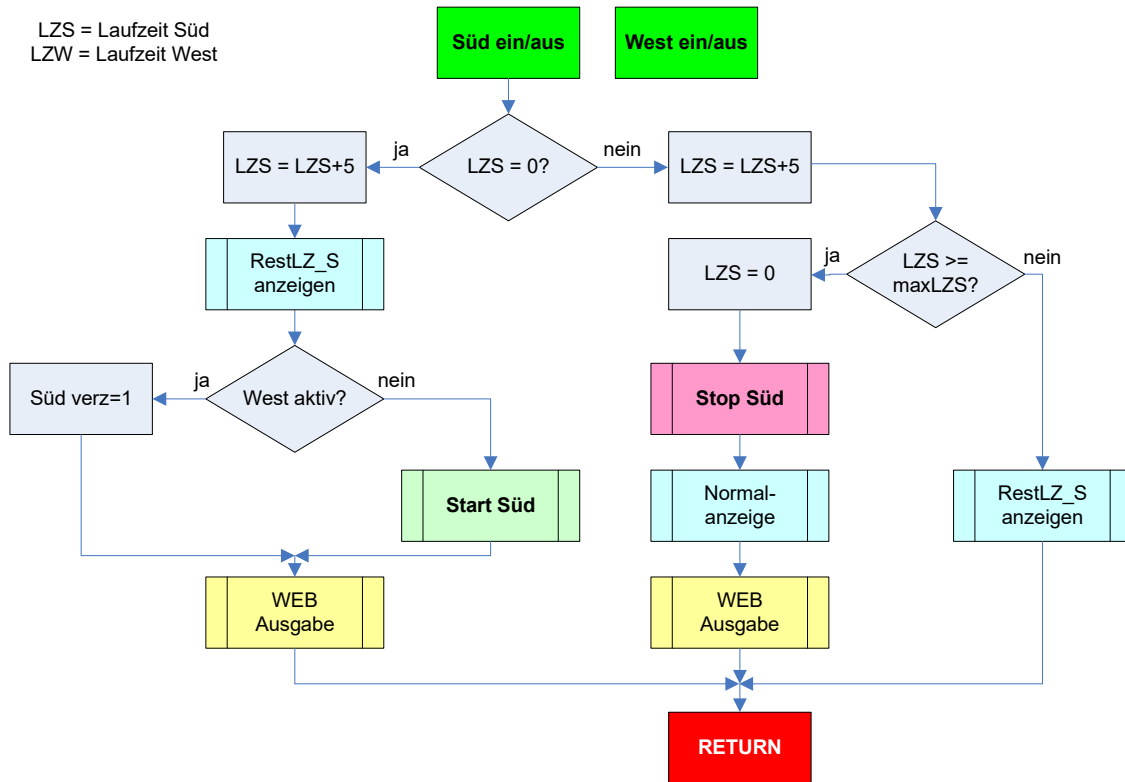 LZS = Laufzeit Süd
LZW = Laufzeit West
Süd ein/aus
West ein/aus
LZS = LZS+5
ja
LZS = 0?
nein
LZS = LZS+5
RestLZ_S
anzeigen
LZS = 0
ja
LZS >=
maxLZS?
nein
Süd verz=1
ja
West aktiv?
nein
Stop Süd
Start Süd
Normal-
anzeige
RestLZ_S
anzeigen
WEB
Ausgabe
WEB
Ausgabe
RETURN